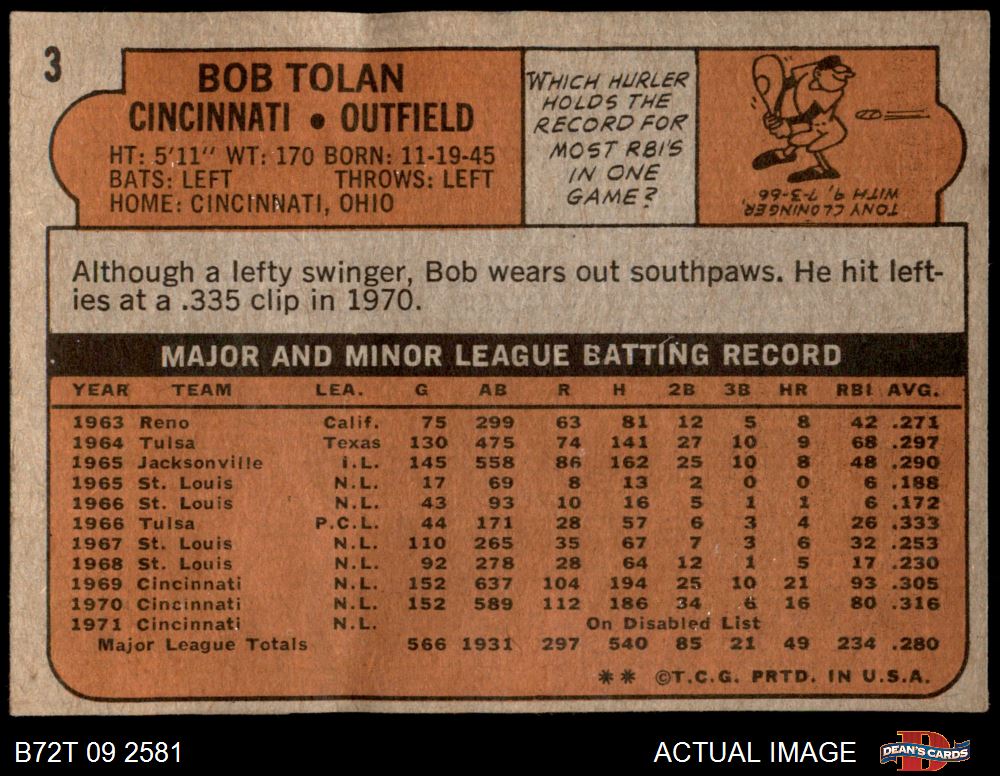 3
BOB TOLAN
CINCINNATI • OUTFIELD
HT: 5'11" WT: 170 BORN: 11-19-45
BATS: LEFT THROWS: LEFT
HOME: CINCINNATI, OHIO
WHICH HURLER
HOLDS THE
RECORD FOR
MOST RBI'S
IN ONE
GAME?
TONY CLONINGER,
WITH 9, 7-3-66.
Although a lefty swinger, Bob wears out southpaws. He hit left-
ies at a .335 clip in 1970.
MAJOR AND MINOR LEAGUE BATTING RECORD
YEAR TEAM LEA. G AB R H 2B 3B HR RBI AVG.
1963 Reno Calif. 75 299 63 81 12 5 8 42 .271
1964 Tulsa Texas 130 475 74 141 27 10 9 68 .297
1965 Jacksonville I.L. 145 558 86 162 25 10 8 48 .290
1965 St. Louis N.L. 17 69 8 13 2 0 0 6 .188
1966 St. Louis N.L. 43 93 10 16 5 1 1 6 .172
1966 Tulsa P.C.L. 44 171 28 57 6 3 4 26 .333
1967 St. Louis N.L. 110 265 35 67 7 3 6 32 .253
1968 St. Louis N.L. 92 278 28 64 12 1 5 17 .230
1969 Cincinnati N.L. 152 637 104 194 25 10 21 93 .305
1970 Cincinnati N.L. 152 589 112 186 34 6 16 80 .316
1971 Cincinnati N.L. On Disabled List
Major League Totals 566 1931 297 540 85 21 49 234 .280
** ©T.C.G. PRTD. IN U.S.A.
B72T 09 2581 ACTUAL IMAGE DEAN'S CARDS